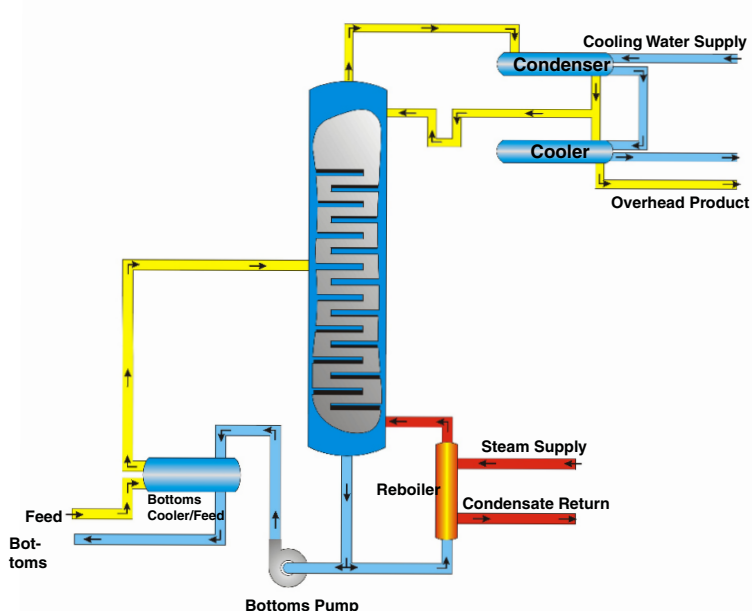 Cooling Water Supply
Condenser
Cooler
Overhead Product
Steam Supply
Reboiler
Condensate Return
Bottoms
Cooler/Feed
Feed
Bot-
toms
Bottoms Pump